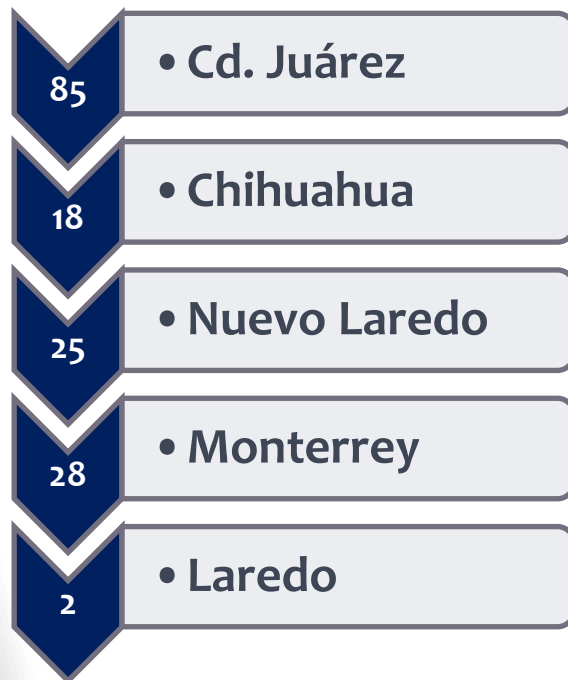 85
• Cd. Juárez
18
• Chihuahua
25
• Nuevo Laredo
28
• Monterrey
2
• Laredo